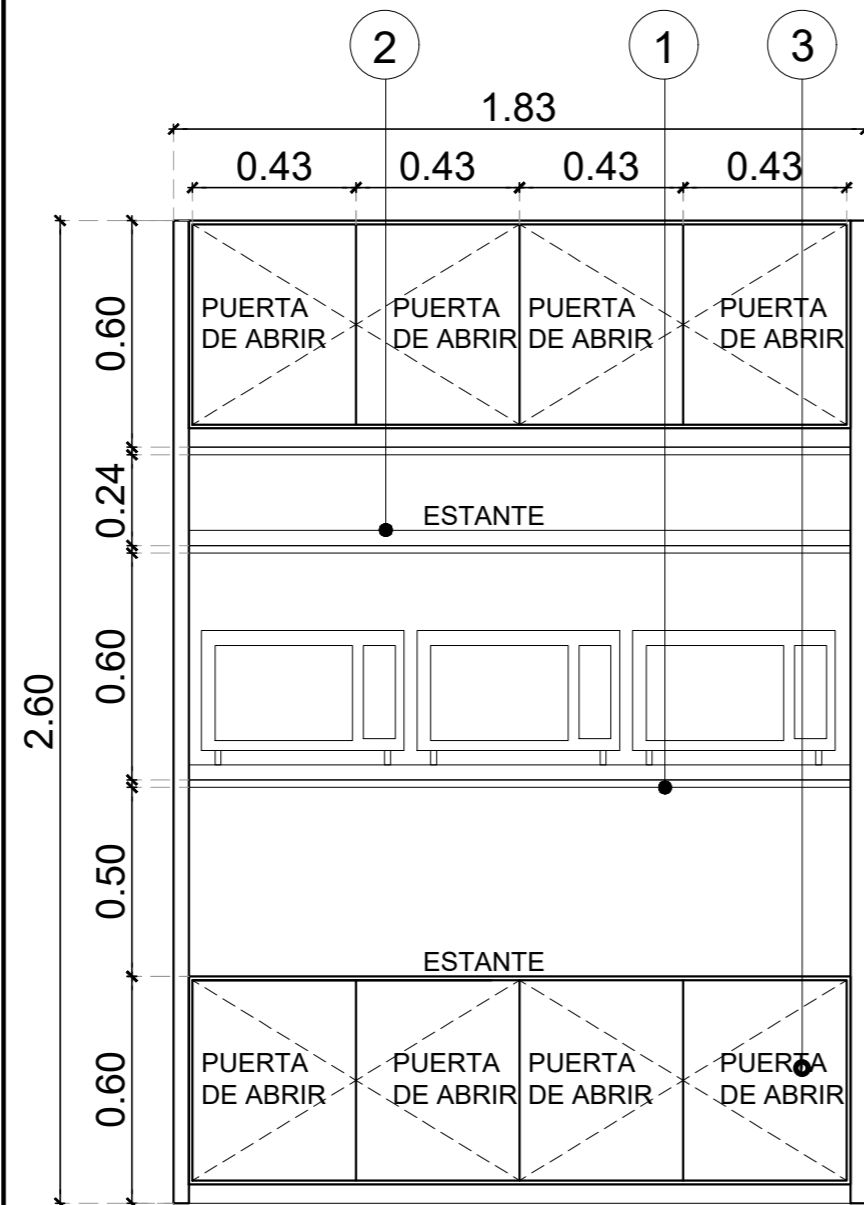 2 1 3
1.83
0.43 0.43 0.43 0.43
0.60
PUERTA
DE ABRIR
PUERTA
DE ABRIR
PUERTA
DE ABRIR
PUERTA
DE ABRIR
0.24
ESTANTE
0.60
2.60
0.50
ESTANTE
0.60
PUERTA
DE ABRIR
PUERTA
DE ABRIR
PUERTA
DE ABRIR
PUERTA
DE ABRIR